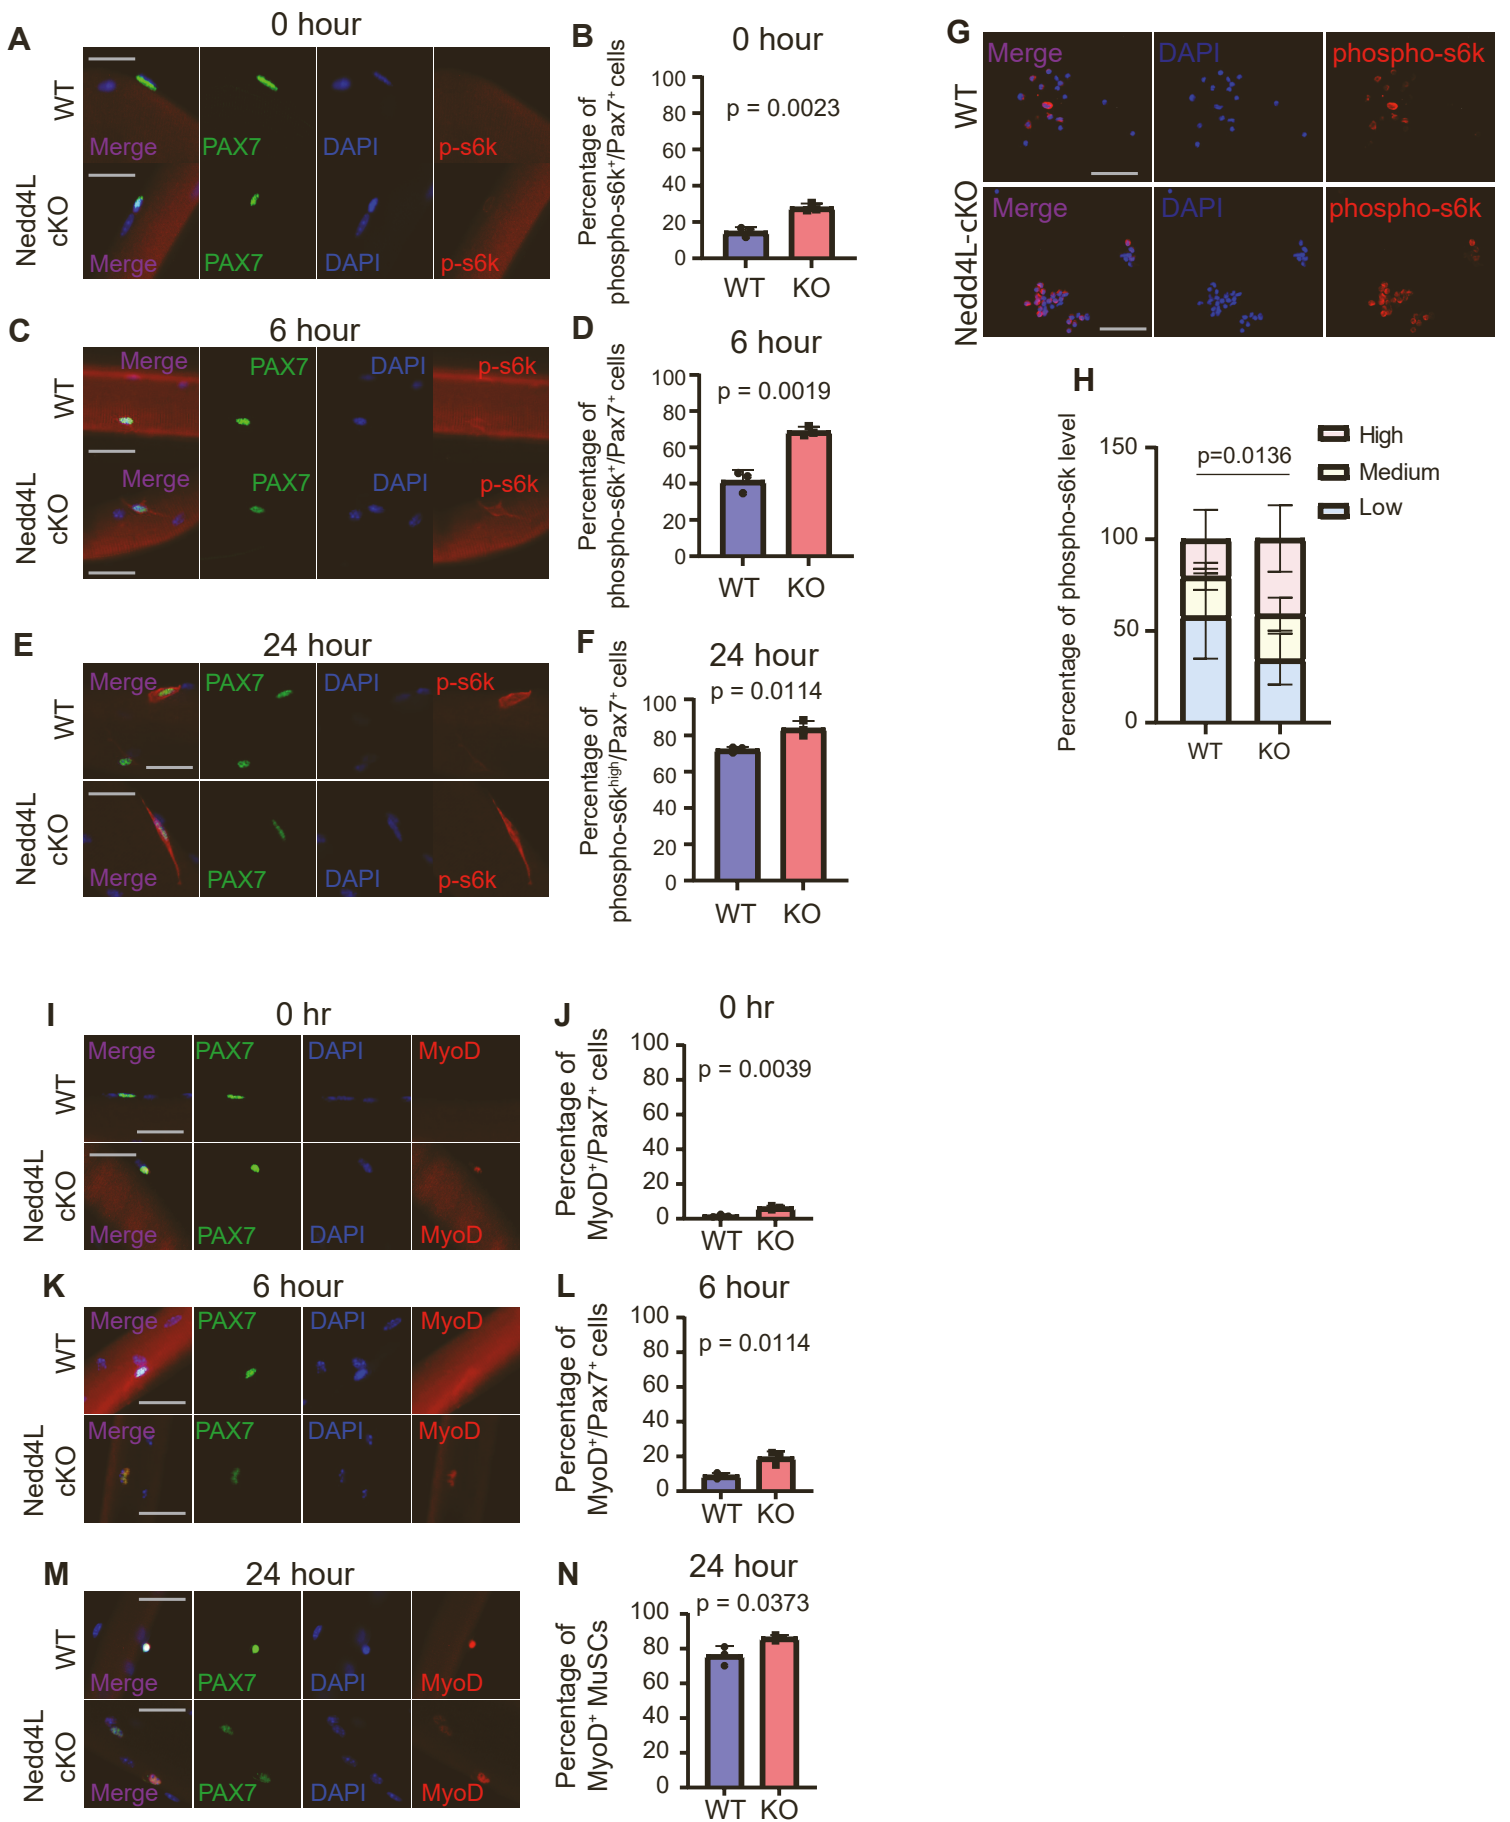 A
0 hour
WT
Merge
PAX7
DAPI
p-s6k
Nedd4L
cKO
Merge
PAX7
DAPI
p-s6k
B
0 hour
Percentage of
phospho-s6k⁺/Pax7⁺ cells
100
80
60
40
20
0
p = 0.0023
WT
KO
C
6 hour
WT
Merge
PAX7
DAPI
p-s6k
Nedd4L
cKO
Merge
PAX7
DAPI
p-s6k
D
6 hour
Percentage of
phospho-s6k⁺/Pax7⁺ cells
100
80
60
40
20
0
p = 0.0019
WT
KO
E
24 hour
WT
Merge
PAX7
DAPI
p-s6k
Nedd4L
cKO
Merge
PAX7
DAPI
p-s6k
F
24 hour
Percentage of
phospho-s6kʰⁱᵍʰ/Pax7⁺ cells
p = 0.0114
100
80
60
40
20
0
WT
KO
G
WT
Merge
DAPI
phospho-s6k
Nedd4L-cKO
Merge
DAPI
phospho-s6k
H
Percentage of phospho-s6k level
150
100
50
0
p=0.0136
High
Medium
Low
WT
KO
I
0 hr
WT
Merge
PAX7
DAPI
MyoD
Nedd4L
cKO
Merge
PAX7
DAPI
MyoD
J
0 hr
Percentage of
MyoD⁺/Pax7⁺ cells
100
80
60
40
20
0
p = 0.0039
WT
KO
K
6 hour
WT
Merge
PAX7
DAPI
MyoD
Nedd4L
cKO
Merge
PAX7
DAPI
MyoD
L
6 hour
Percentage of
MyoD⁺/Pax7⁺ cells
100
80
60
40
20
0
p = 0.0114
WT
KO
M
24 hour
WT
Merge
PAX7
DAPI
MyoD
Nedd4L
cKO
Merge
PAX7
DAPI
MyoD
N
24 hour
Percentage of
MyoD⁺ MuSCs
p = 0.0373
100
80
60
40
20
0
WT
KO